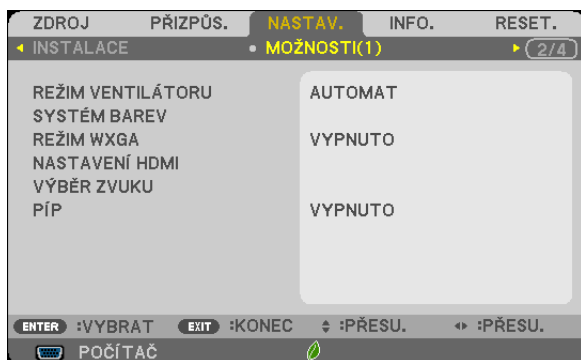 ZDROJ PŘIZPŮS. NASTAV. INFO. RESET.
INSTALACE MOŽNOSTI(1) 2/4
REŽIM VENTILÁTORU AUTOMAT
SYSTÉM BAREV
REŽIM WXGA VYPNUTO
NASTAVENÍ HDMI
VÝBĚR ZVUKU
PÍP VYPNUTO
ENTER :VYBRAT EXIT :KONEC :PŘESU. :PŘESU.
POČÍTAČ